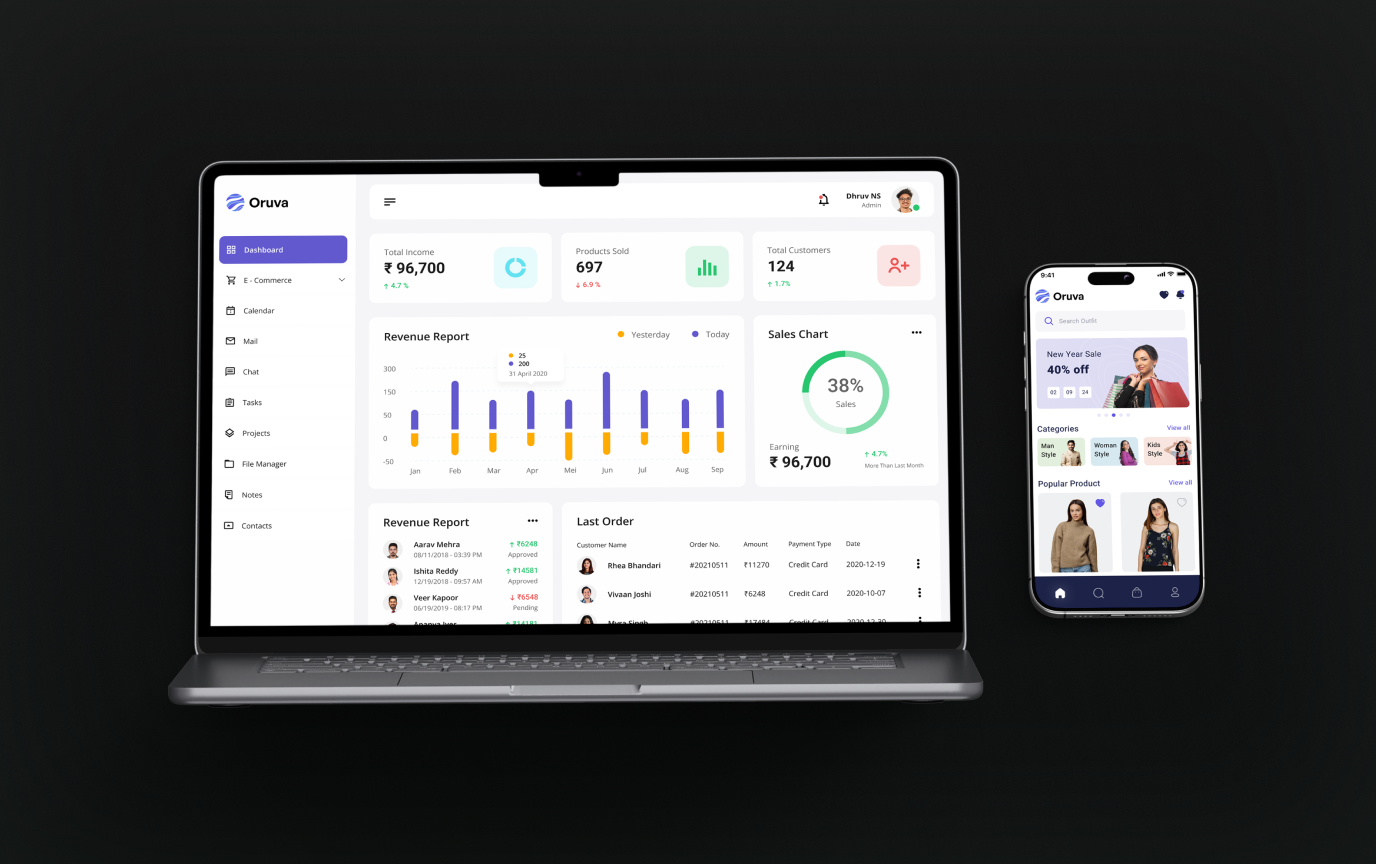 Oruva
Dashboard
E - Commerce
Calendar
Mail
Chat
Tasks
Projects
File Manager
Notes
Contacts
Dhruv NS
Admin
Total Income
₹ 96,700
↑ 4.7 %
Products Sold
697
↓ 6.9 %
Total Customers
124
↑ 1.7%
Revenue Report
Yesterday
Today
25
200
31 April 2020
300
150
50
0
-50
Jan
Feb
Mar
Apr
Mei
Jun
Jul
Aug
Sep
Sales Chart
38%
Sales
Earning
₹ 96,700
↑ 4.7%
More Than Last Month
Revenue Report
Aarav Mehra
↑ ₹6248
08/11/2018 - 03:39 PM
Approved
Ishita Reddy
↑ ₹14581
12/19/2018 - 09:57 AM
Approved
Veer Kapoor
↓ ₹6548
06/19/2019 - 08:17 PM
Pending
Last Order
Customer Name Order No. Amount Payment Type Date
Rhea Bhandari #20210511 ₹11270 Credit Card 2020-12-19
Vivaan Joshi #20210511 ₹6248 Credit Card 2020-10-07
Myra Singh #20210511 ₹17484 Credit Card
9:41
Oruva
Search Outfit
New Year Sale
40% off
02 09 24
Categories
View all
Man
Style
Woman
Style
Kids
Style
Popular Product
View all